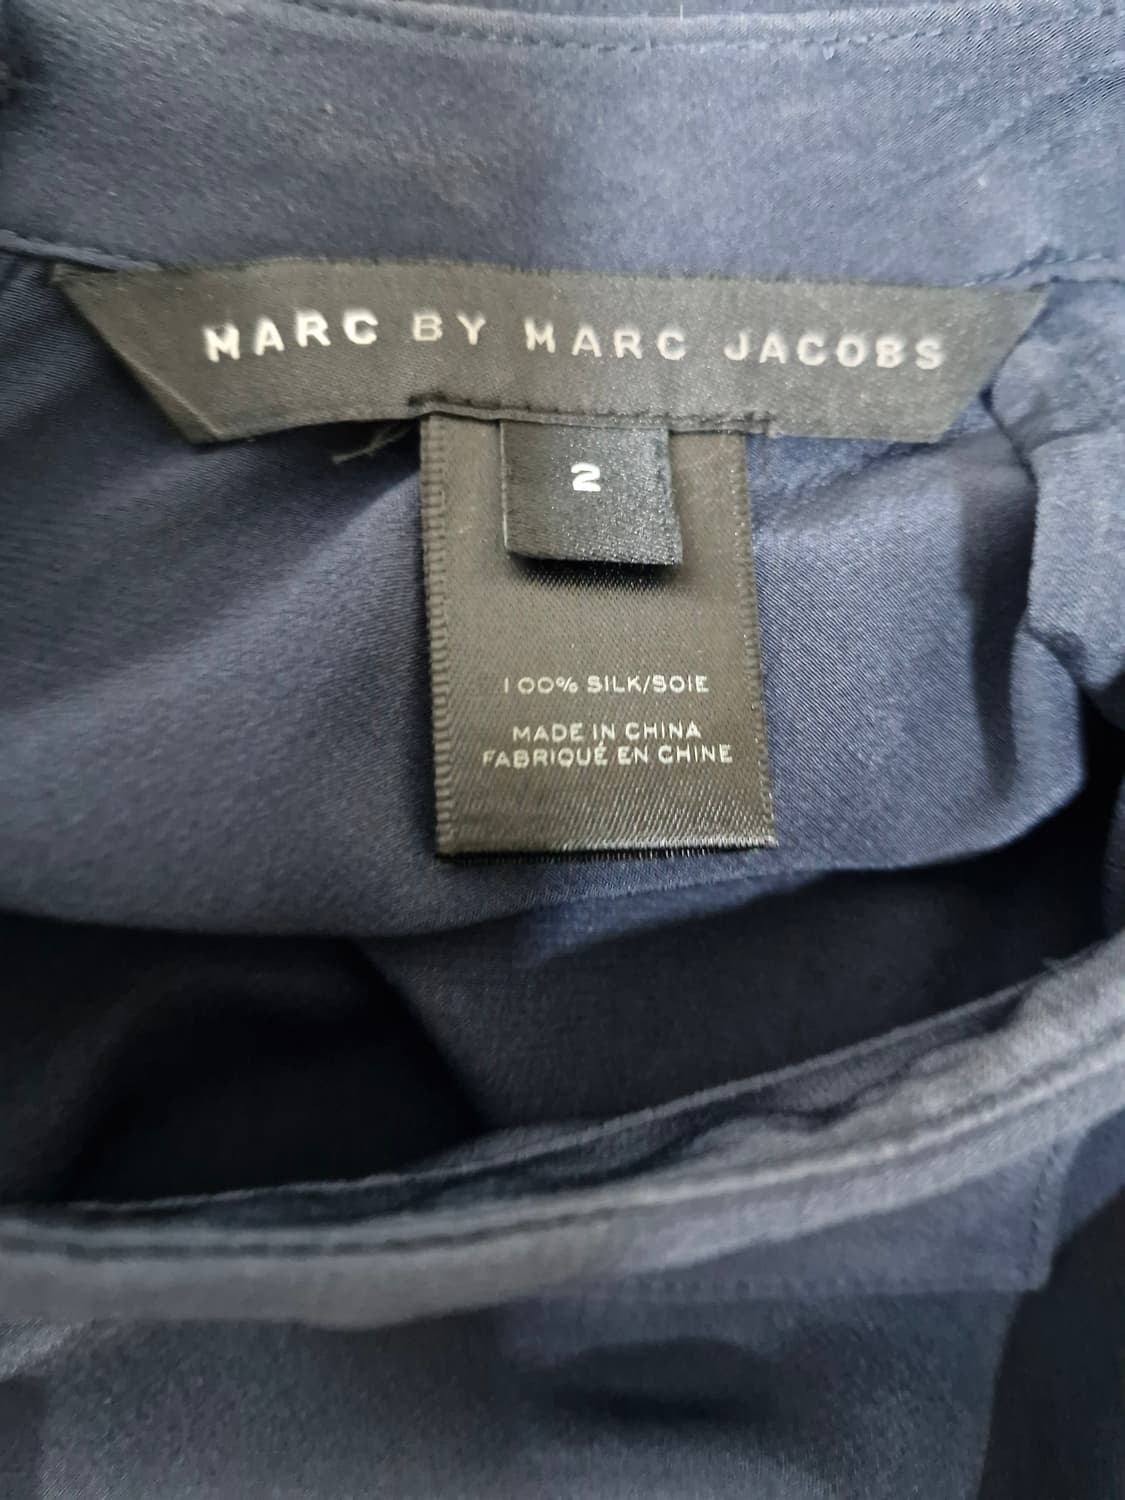 MARC BY MARC JACOBS
2
100% SILK/SOIE
MADE IN CHINA
FABRIQUÉ EN CHINE